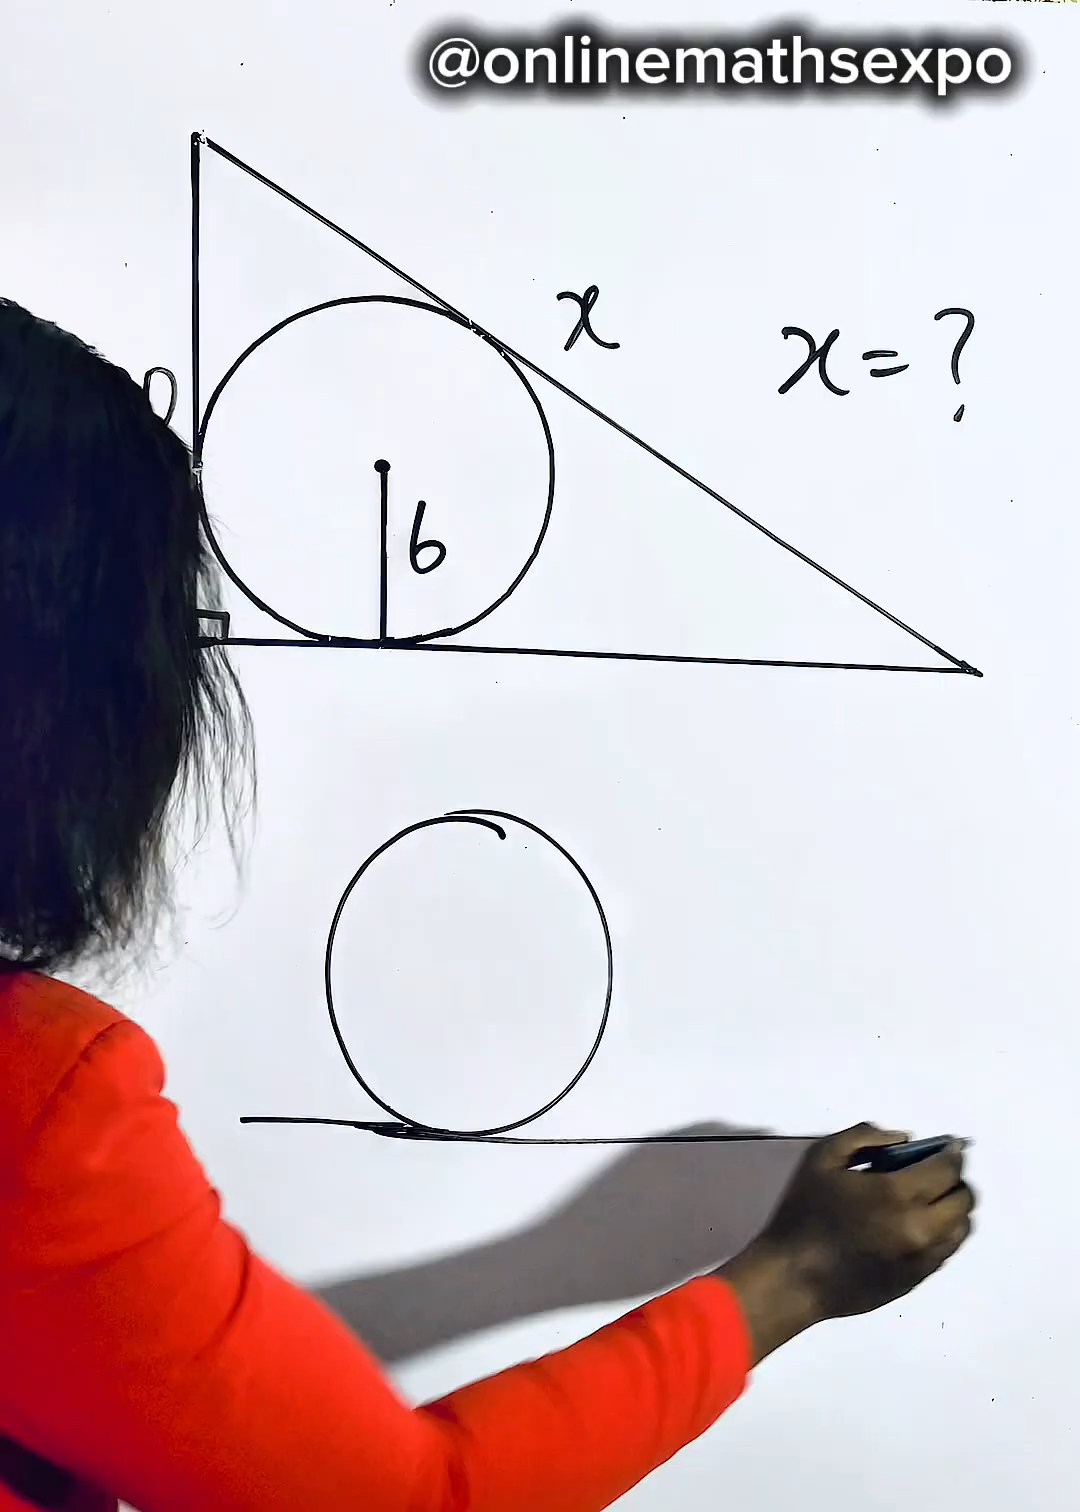 @onlinemathsexpo
x
x = ?
6